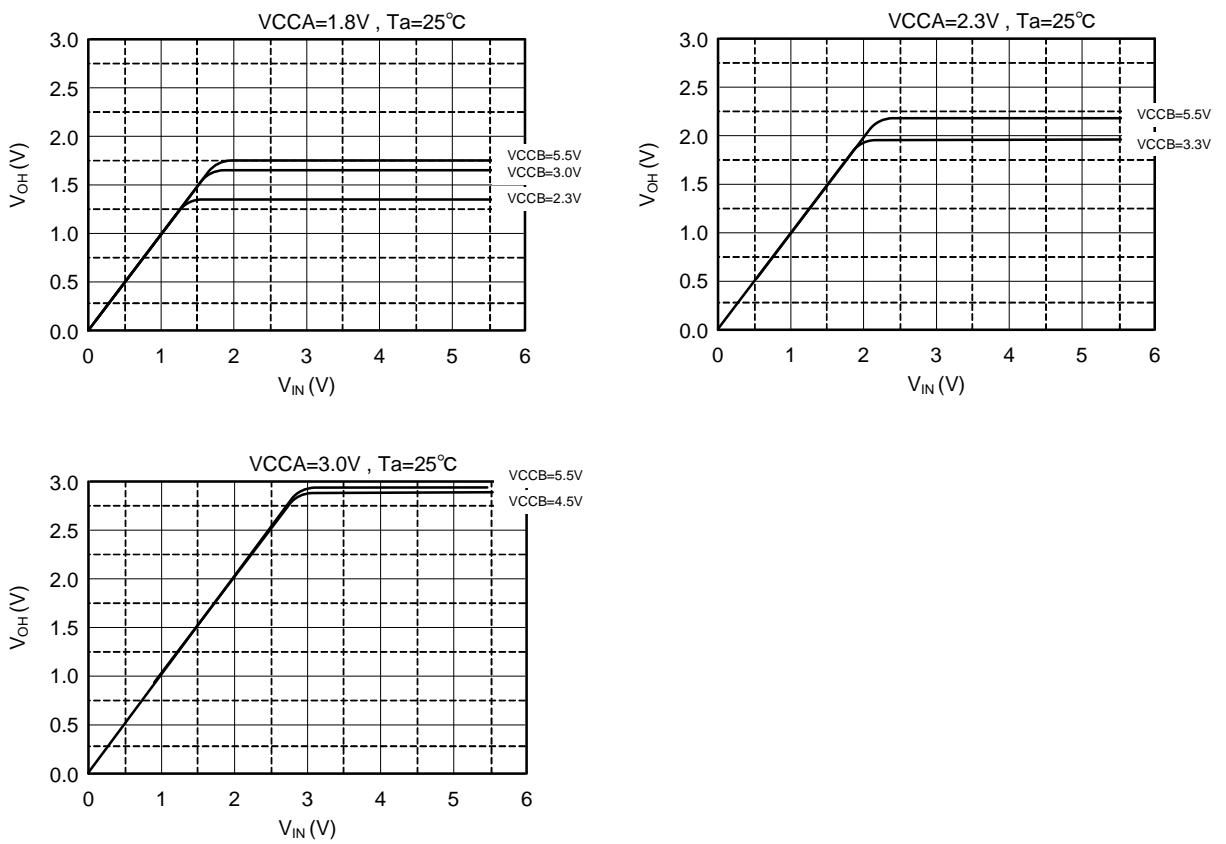 VCCA=1.8V , Ta=25°C
3.0
2.5
2.0
1.5
1.0
0.5
0.0
VOH (V)
VCCB=5.5V
VCCB=3.0V
VCCB=2.3V
0 1 2 3 4 5 6
VIN (V)
VCCA=2.3V , Ta=25°C
3.0
2.5
2.0
1.5
1.0
0.5
0.0
VOH (V)
VCCB=5.5V
VCCB=3.3V
0 1 2 3 4 5 6
VIN (V)
VCCA=3.0V , Ta=25°C
3.0
2.5
2.0
1.5
1.0
0.5
0.0
VOH (V)
VCCB=5.5V
VCCB=4.5V
0 1 2 3 4 5 6
VIN (V)